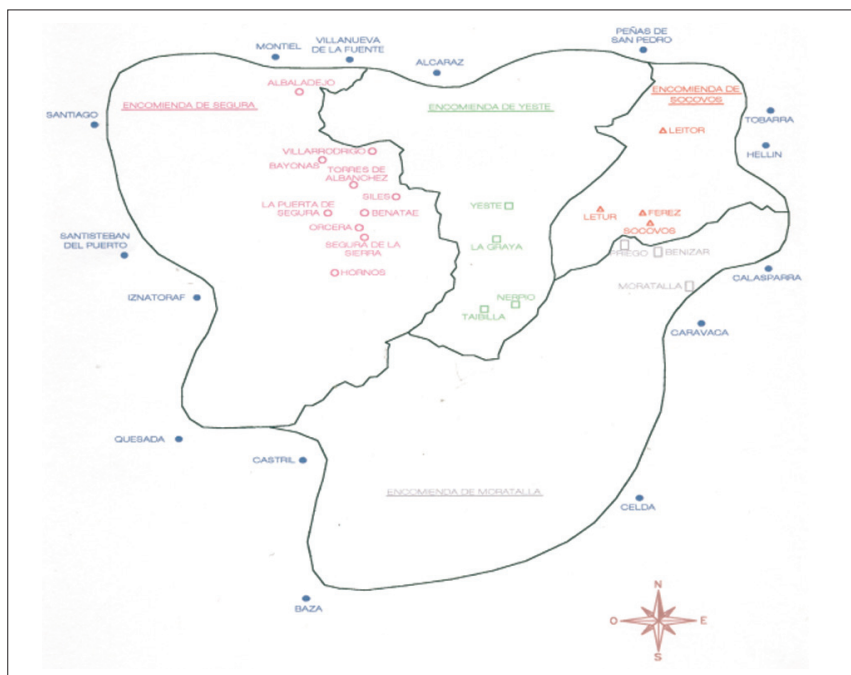 PEÑAS DE
SAN PEDRO
VILLANUEVA
DE LA FUENTE
MONTIEL
ALCARAZ
ALBALADEJO
ENCOMIENDA DE SEGURA
ENCOMIENDA DE YESTE
ENCOMIENDA DE
SOCOVOS
SANTIAGO
TOBARRA
LEITOR
HELLIN
VILLARRODRIGO
BAYONAS
TORRES DE
ALBANCHEZ
SILES
LA PUERTA DE
SEGURA
BENATAE
YESTE
LETUR
FEREZ
ORCERA
SOCOVOS
SEGURA DE LA
SIERRA
LA GRAYA
SANTISTEBAN
DEL PUERTO
PRIEGO
BENIZAR
HORNOS
CALASPARRA
MORATALLA
IZNATORAF
NERPIO
TAIBILLA
CARAVACA
QUESADA
CASTRIL
ENCOMIENDA DE MORATALLA
CELDA
BAZA
N
O
E
S